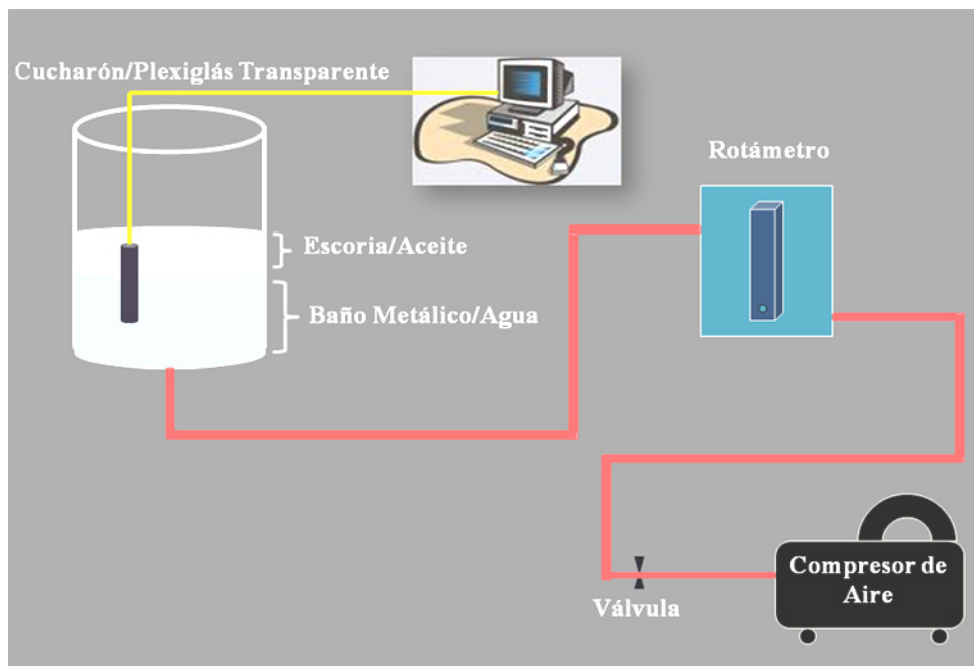 Cucharón/Plexiglás Transparente
Rotámetro
Escoria/Aceite
Baño Metálico/Agua
Compresor de
Aire
Válvula